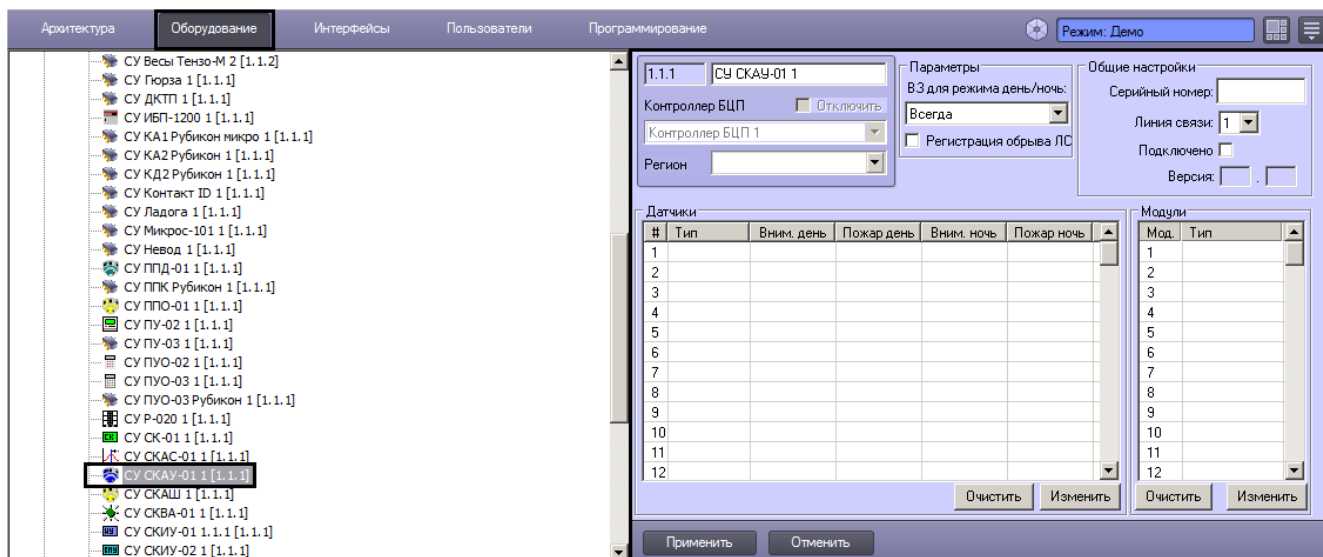 Архитектура Оборудование Интерфейсы Пользователи Программирование Режим: Демо
СУ Весы Тензо-М 2 [1.1.2]
СУ Гюрза 1 [1.1.1]
СУ ДКТП 1 [1.1.1]
СУ ИБП-1200 1 [1.1.1]
СУ КА1 Рубикон микро 1 [1.1.1]
СУ КА2 Рубикон 1 [1.1.1]
СУ КД2 Рубикон 1 [1.1.1]
СУ Контакт ID 1 [1.1.1]
СУ Ладога 1 [1.1.1]
СУ Микрос-101 1 [1.1.1]
СУ Невод 1 [1.1.1]
СУ ППД-01 1 [1.1.1]
СУ ППК Рубикон 1 [1.1.1]
СУ ППО-01 1 [1.1.1]
СУ ПУ-02 1 [1.1.1]
СУ ПУ-03 1 [1.1.1]
СУ ПУО-02 1 [1.1.1]
СУ ПУО-03 1 [1.1.1]
СУ ПУО-03 Рубикон 1 [1.1.1]
СУ Р-020 1 [1.1.1]
СУ СК-01 1 [1.1.1]
СУ СКАС-01 1 [1.1.1]
СУ СКАУ-01 1 [1.1.1]
СУ СКАШ 1 [1.1.1]
СУ СКВА-01 1 [1.1.1]
СУ СКИУ-01 1.1.1 [1.1.1]
СУ СКИУ-02 1 [1.1.1]
1.1.1 СУ СКАУ-01 1
Контроллер БЦП Отключить
Контроллер БЦП 1
Регион
Параметры
ВЗ для режима день/ночь:
Всегда
Регистрация обрыва ЛС
Общие настройки
Серийный номер:
Линия связи: 1
Подключено
Версия: .
Датчики
# Тип Вним. день Пожар день Вним. ночь Пожар ночь
1
2
3
4
5
6
7
8
9
10
11
12
Очистить Изменить
Модули
Мод. Тип
1
2
3
4
5
6
7
8
9
10
11
12
Очистить Изменить
Применить Отменить